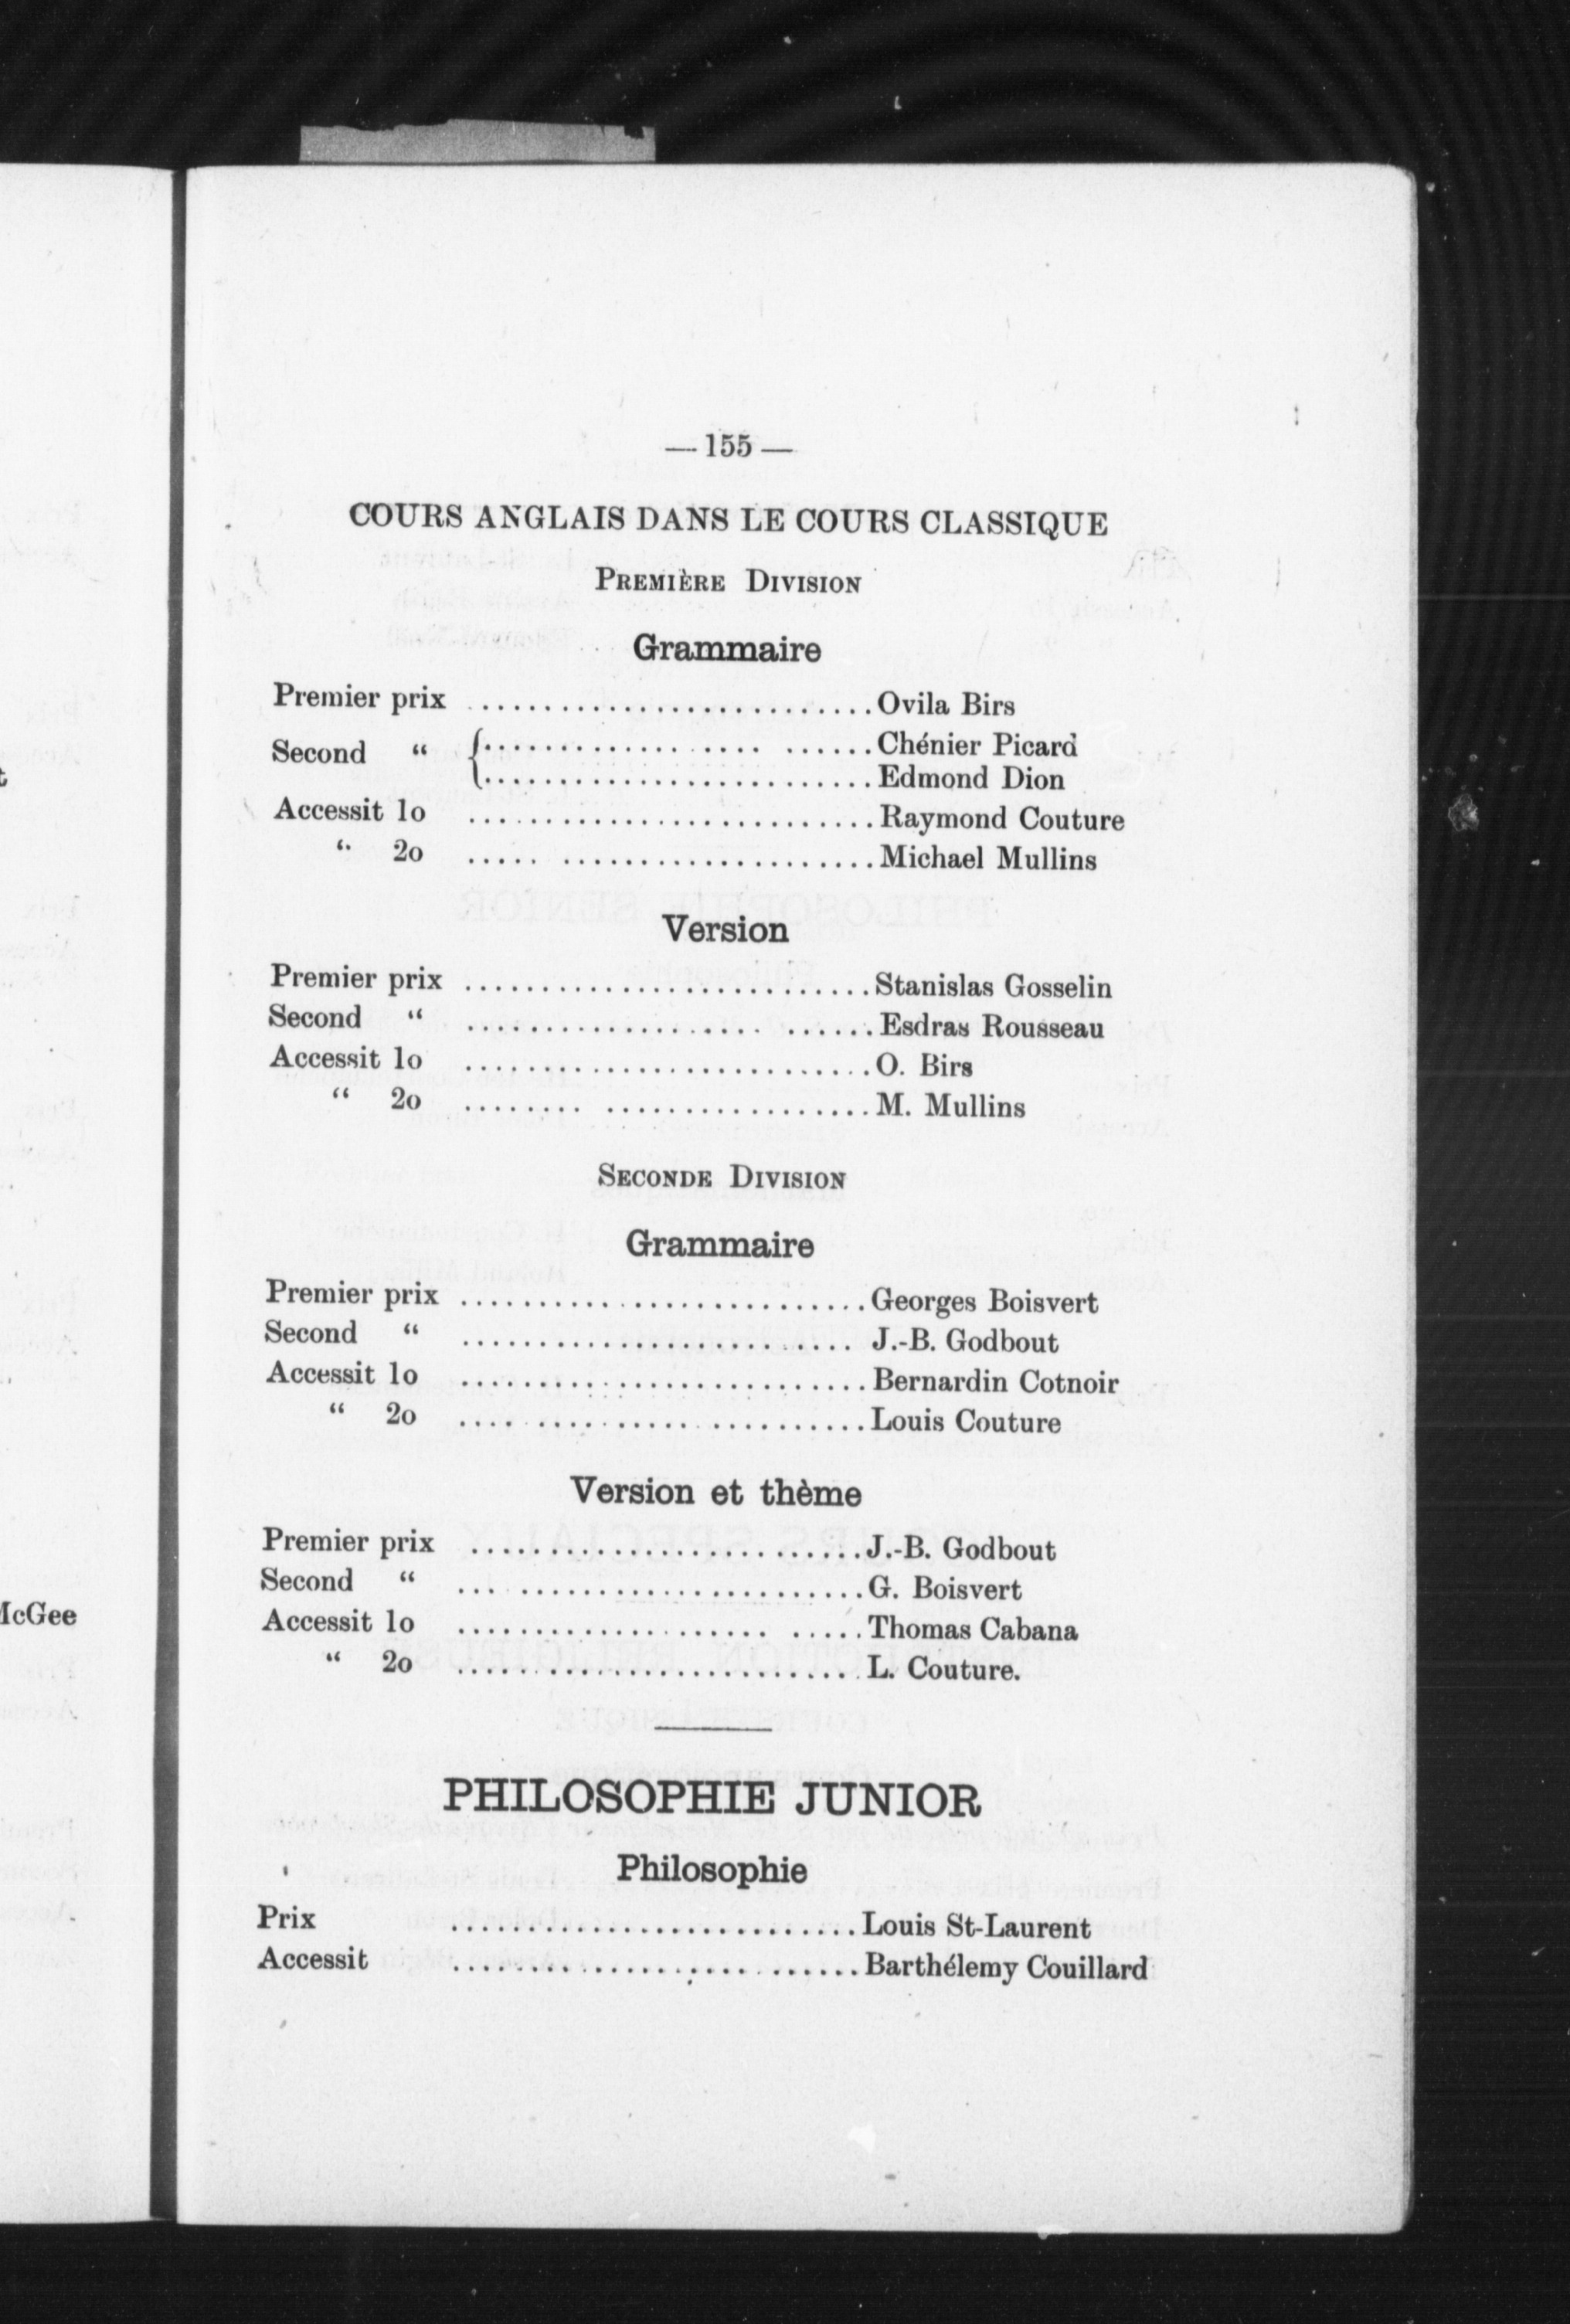 — 155 —
COURS ANGLAIS DANS LE COURS CLASSIQUE
PREMIÈRE DIVISION
Grammaire
Premier prix ..........................Ovila Birs
Second “ { .........................Chénier Picard
.........................Edmond Dion
Accessit 1o ..........................Raymond Couture
“ 2o ..........................Michael Mullins
Version
Premier prix ..........................Stanislas Gosselin
Second “ ..........................Esdras Rousseau
Accessit 1o ..........................O. Birs
“ 2o ..........................M. Mullins
SECONDE DIVISION
Grammaire
Premier prix ..........................Georges Boisvert
Second “ ......................... J.-B. Godbout
Accessit 1o ..........................Bernardin Cotnoir
“ 2o ..........................Louis Couture
Version et thème
Premier prix .........................J.-B. Godbout
Second “ ..........................G. Boisvert
Accessit 1o ..........................Thomas Cabana
“ 2o ..........................L. Couture.
PHILOSOPHIE JUNIOR
Philosophie
Prix ..........................Louis St-Laurent
Accessit ..........................Barthélemy Couillard
McGee